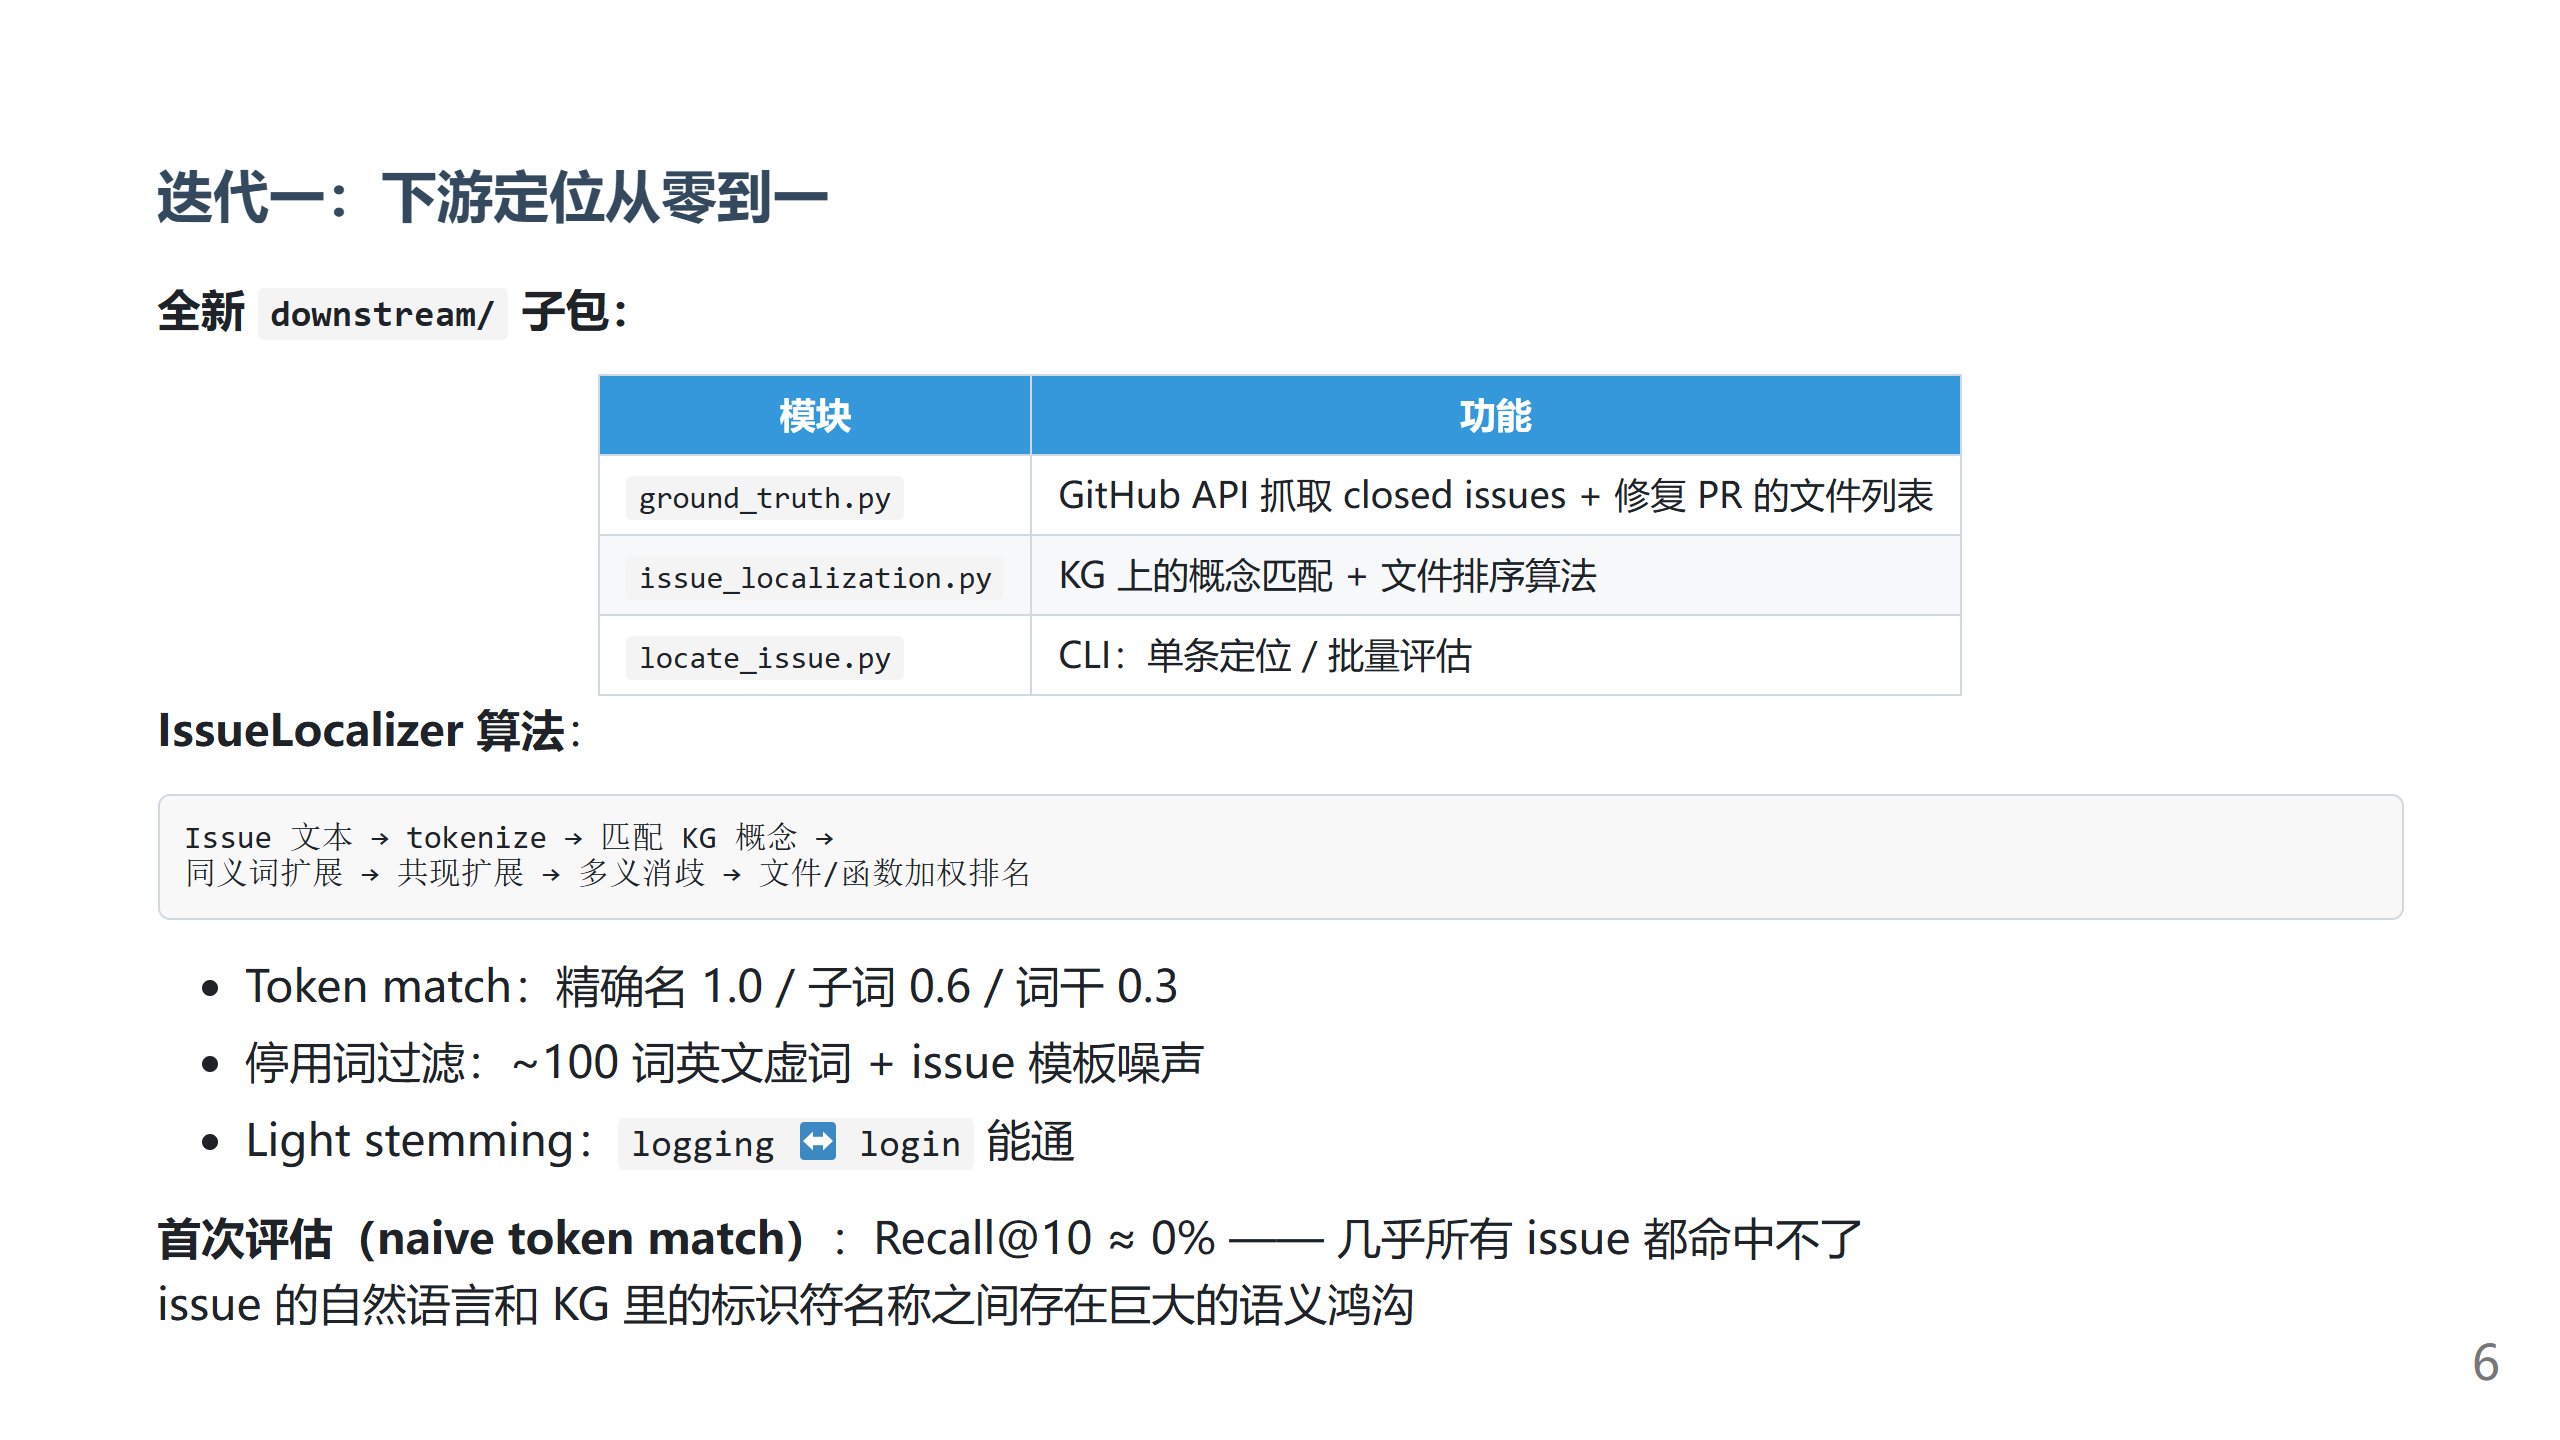 迭代一：下游定位从零到一
全新 downstream/ 子包：
模块 功能
ground_truth.py GitHub API 抓取 closed issues + 修复 PR 的文件列表
issue_localization.py KG 上的概念匹配 + 文件排序算法
locate_issue.py CLI：单条定位 / 批量评估
IssueLocalizer 算法：
Issue 文本 → tokenize → 匹配 KG 概念 →
同义词扩展 → 共现扩展 → 多义消歧 → 文件/函数加权排名
• Token match：精确名 1.0 / 子词 0.6 / 词干 0.3
• 停用词过滤：~100 词英文虚词 + issue 模板噪声
• Light stemming：logging ↔️ login 能通
首次评估（naive token match）：Recall@10 ≈ 0% —— 几乎所有 issue 都命中不了
issue 的自然语言和 KG 里的标识符名称之间存在巨大的语义鸿沟
6